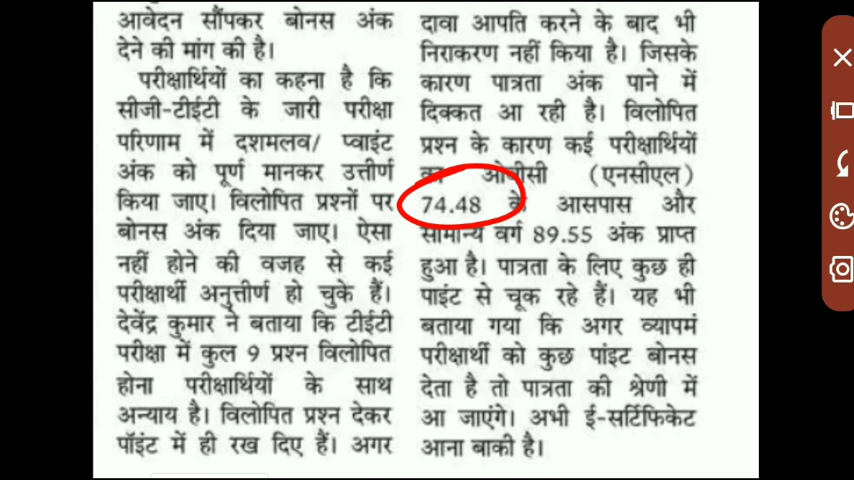 आवेदन सौंपकर बोनस अंक
देने की मांग की है।
परीक्षार्थियों का कहना है कि
सीजी-टीईटी के जारी परीक्षा
परिणाम में दशमलव/ प्वाइंट
अंक को पूर्ण मानकर उत्तीर्ण
किया जाए। विलोपित प्रश्नों पर
बोनस अंक दिया जाए। ऐसा
नहीं होने की वजह से कई
परीक्षार्थी अनुत्तीर्ण हो चुके हैं।
देवेंद्र कुमार ने बताया कि टीईटी
परीक्षा में कुल 9 प्रश्न विलोपित
होना परीक्षार्थियों के साथ
अन्याय है। विलोपित प्रश्न देकर
पॉइंट में ही रख दिए हैं। अगर
दावा आपति करने के बाद भी
निराकरण नहीं किया है। जिसके
कारण पात्रता अंक पाने में
दिक्कत आ रही है। विलोपित
प्रश्न के कारण कई परीक्षार्थियों
का ओबीसी (एनसीएल)
74.48 के आसपास और
सामान्य वर्ग 89.55 अंक प्राप्त
हुआ है। पात्रता के लिए कुछ ही
पाइंट से चूक रहे हैं। यह भी
बताया गया कि अगर व्यापमं
परीक्षार्थी को कुछ पांइट बोनस
देता है तो पात्रता की श्रेणी में
आ जाएंगे। अभी ई-सर्टिफिकेट
आना बाकी है।